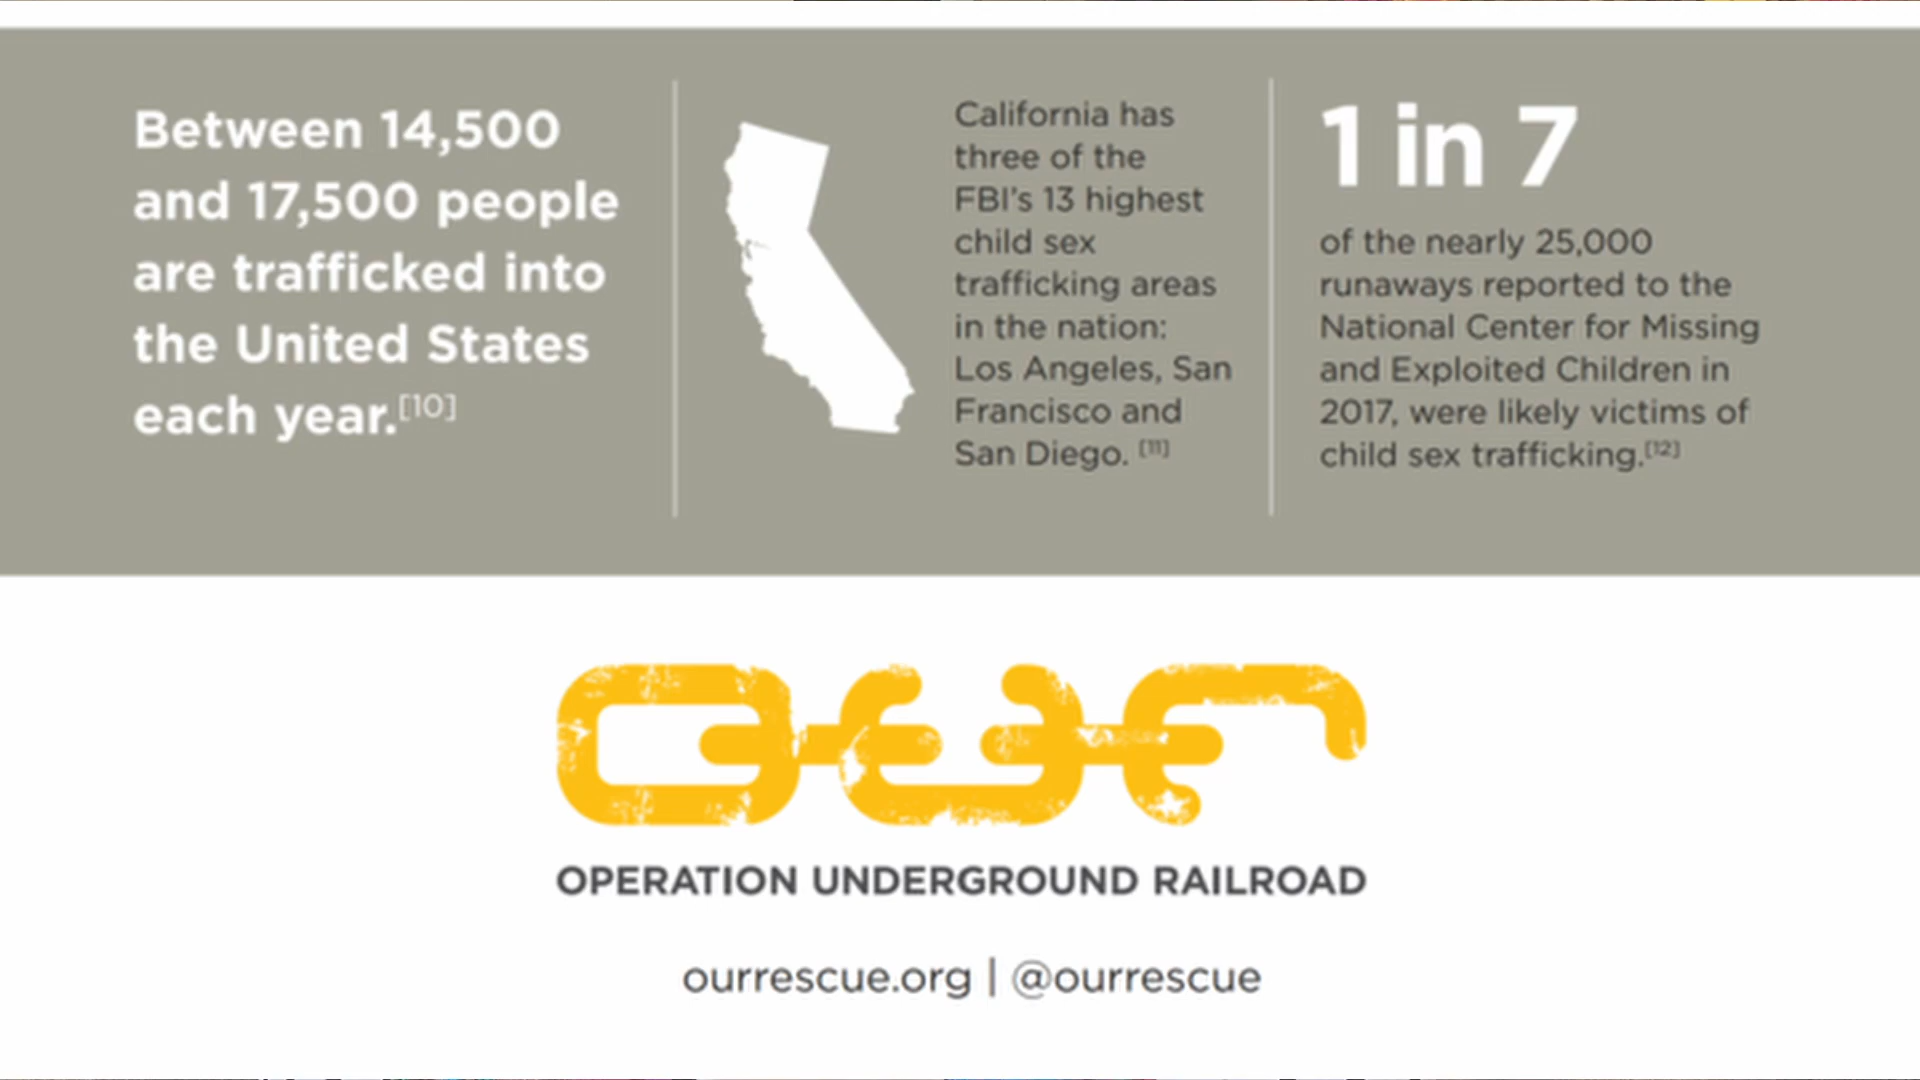 Between 14,500
and 17,500 people
are trafficked into
the United States
each year.[10]
California has
three of the
FBI's 13 highest
child sex
trafficking areas
in the nation:
Los Angeles, San
Francisco and
San Diego. [11]
1 in 7
of the nearly 25,000
runaways reported to the
National Center for Missing
and Exploited Children in
2017, were likely victims of
child sex trafficking.[12]
our
OPERATION UNDERGROUND RAILROAD
ourrescue.org | @ourrescue